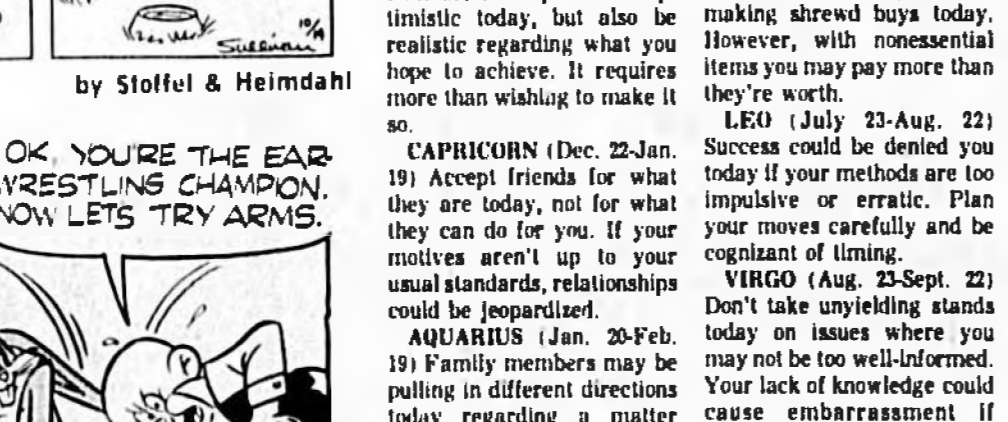 10/19
Sullivan
by Stoffel & Heimdahl
OK, YOU'RE THE EAR-
WRESTLING CHAMPION.
NOW LETS TRY ARMS.
timistic today, but also be
realistic regarding what you
hope to achieve. It requires
more than wishing to make it
so.
CAPRICORN (Dec. 22-Jan.
19) Accept friends for what
they are today, not for what
they can do for you. If your
motives aren't up to your
usual standards, relationships
could be jeopardized.
AQUARIUS (Jan. 20-Feb.
19) Family members may be
pulling in different directions
today regarding a matter
making shrewd buys today.
However, with nonessential
items you may pay more than
they're worth.
LEO (July 23-Aug. 22)
Success could be denied you
today if your methods are too
impulsive or erratic. Plan
your moves carefully and be
cognizant of timing.
VIRGO (Aug. 23-Sept. 22)
Don't take unyielding stands
today on issues where you
may not be too well-informed.
Your lack of knowledge could
cause embarrassment if